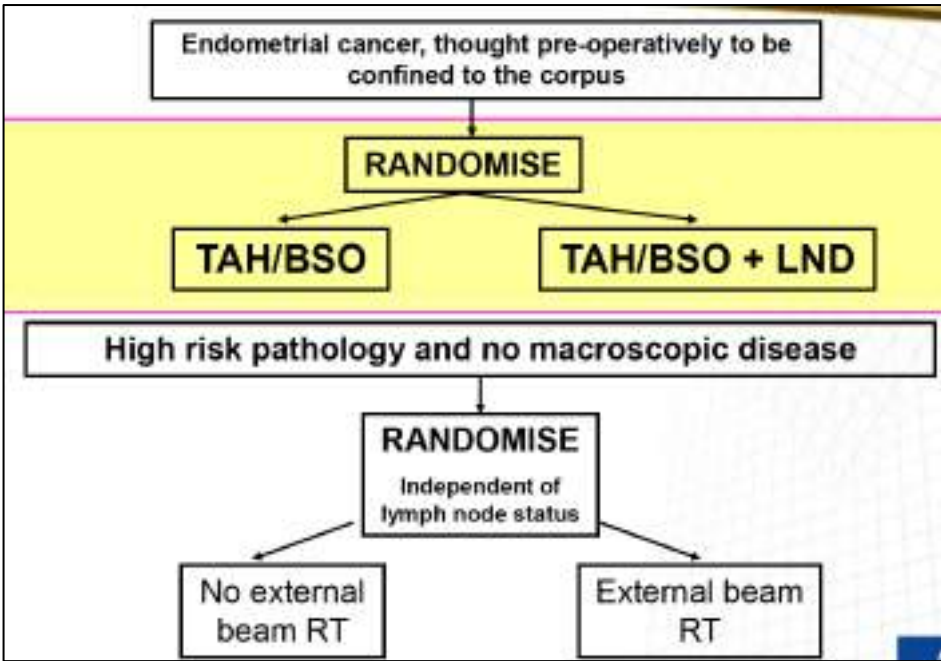 Endometrial cancer, thought pre-operatively to be
confined to the corpus
RANDOMISE
TAH/BSO
TAH/BSO + LND
High risk pathology and no macroscopic disease
RANDOMISE
Independent of
lymph node status
No external
beam RT
External beam
RT